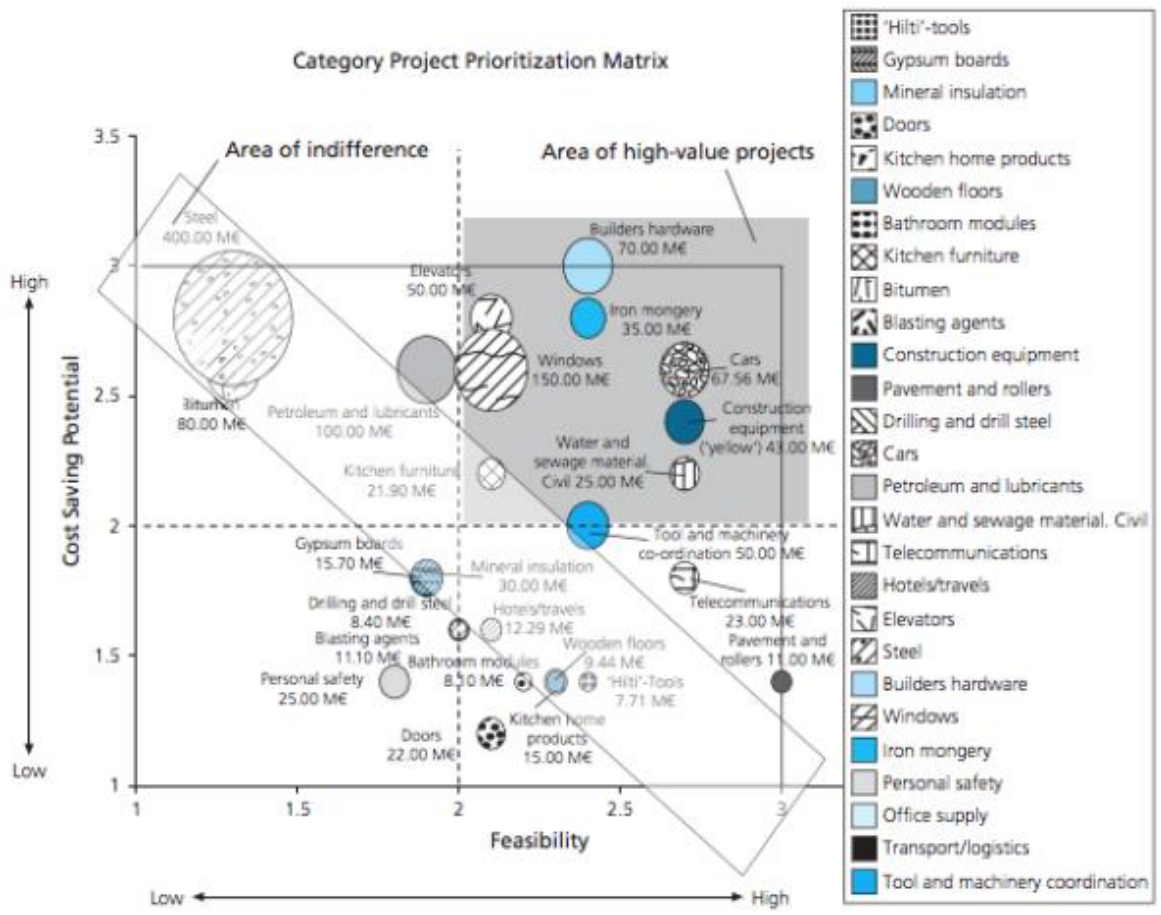 Category Project Prioritization Matrix
3.5
Area of indifference
Area of high-value projects
Steel
400.00 M€
Builders hardware
70.00 M€
3
High
Elevators
50.00 M€
Iron mongery
35.00 M€
Windows
150.00 M€
Cars
67.56 M€
2.5
Bitumen
80.00 M€
Petroleum and lubricants
100.00 M€
Construction
equipment
('yellow') 43.00 M€
Water and
sewage material.
Civil 25.00 M€
Kitchen furniture
21.90 M€
Cost Saving Potential
2
Tool and machinery
co-ordination 50.00 M€
Gypsum boards
15.70 M€
Mineral insulation
30.00 M€
Drilling and drill steel
8.40 M€
Hotels/travels
12.29 M€
Telecommunications
23.00 M€
Blasting agents
11.10 M€
Wooden floors
9.44 M€
Pavement and
rollers 11.00 M€
1.5
Bathroom modules
8.10 M€
Personal safety
25.00 M€
'Hilti'-Tools
7.71 M€
Kitchen home
products
15.00 M€
Doors
22.00 M€
Low
1
1
1.5
2
2.5
3
Feasibility
Low
High
'Hilti'-tools
Gypsum boards
Mineral insulation
Doors
Kitchen home products
Wooden floors
Bathroom modules
Kitchen furniture
Bitumen
Blasting agents
Construction equipment
Pavement and rollers
Drilling and drill steel
Cars
Petroleum and lubricants
Water and sewage material. Civil
Telecommunications
Hotels/travels
Elevators
Steel
Builders hardware
Windows
Iron mongery
Personal safety
Office supply
Transport/logistics
Tool and machinery coordination